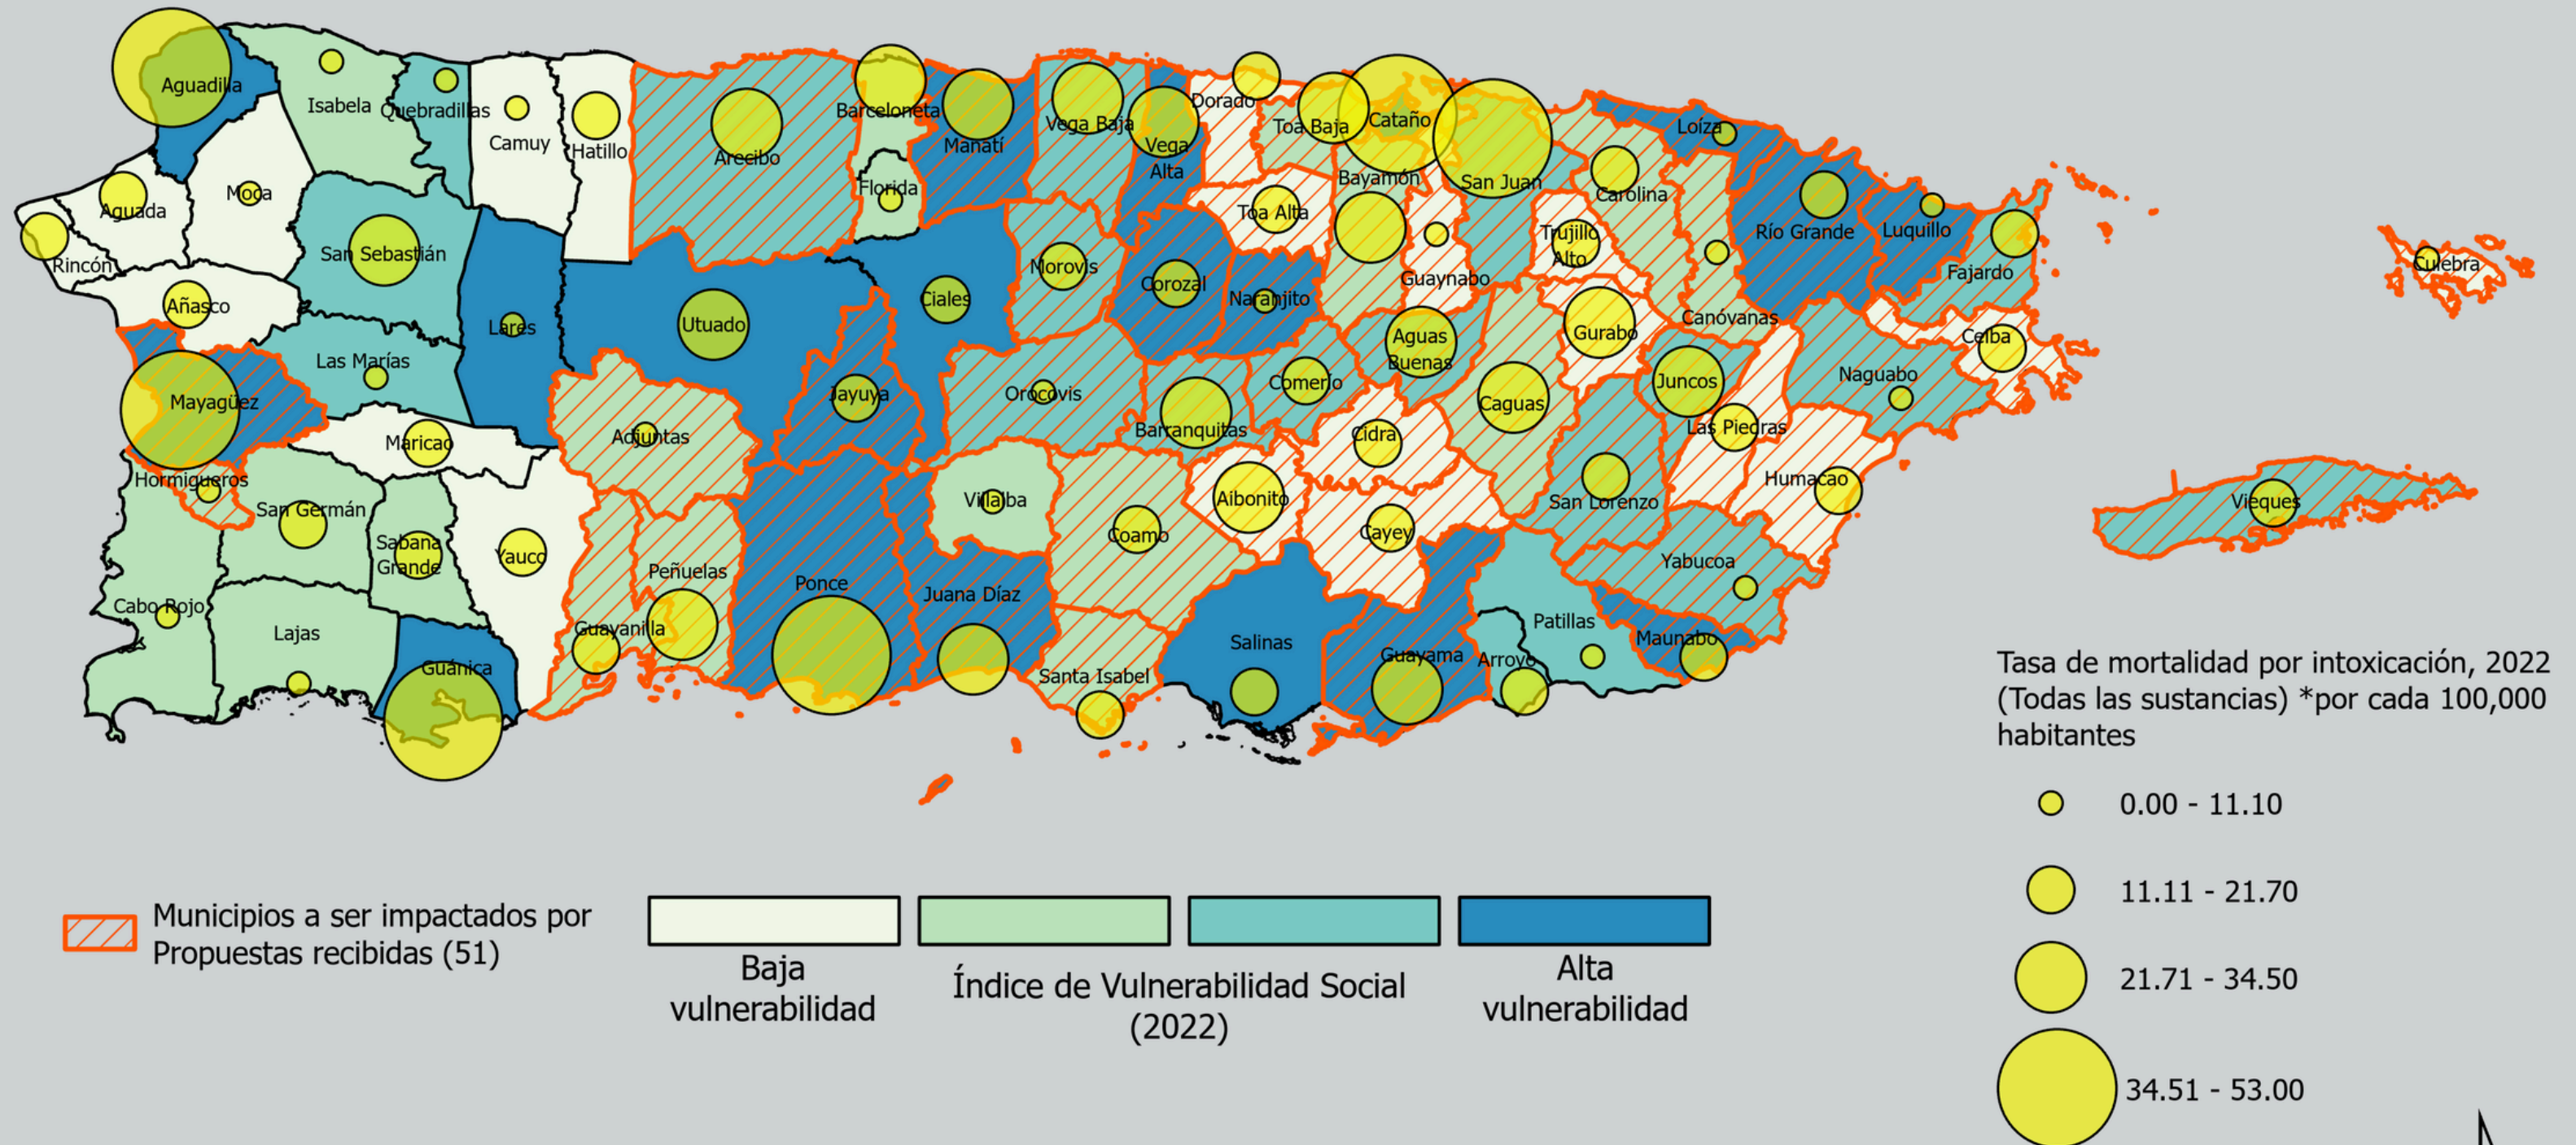 Aguadilla
Isabela
Quebradillas
Camuy
Hatillo
Arecibo
Barceloneta
Manatí
Vega Baja
Vega
Alta
Dorado
Toa Baja
Cataño
Bayamón
San Juan
Carolina
Loíza
Río Grande
Luquillo
Fajardo
Culebra
Moca
Aguada
Rincón
Añasco
San Sebastián
Lares
Utuado
Florida
Ciales
Morovis
Corozal
Naranjito
Toa Alta
Guaynabo
Trujillo
Alto
Canóvanas
Ceiba
Naguabo
Las Marías
Mayagüez
Maricao
Adjuntas
Jayuya
Orocovis
Barranquitas
Comerío
Aguas
Buenas
Gurabo
Caguas
Juncos
Las Piedras
Humacao
Cidra
Hormigueros
San Germán
Sabana
Grande
Yauco
Villalba
Coamo
Aibonito
Cayey
San Lorenzo
Yabucoa
Vieques
Cabo Rojo
Lajas
Guánica
Guayanilla
Peñuelas
Ponce
Juana Díaz
Santa Isabel
Salinas
Guayama
Arroyo
Patillas
Maunabo
Tasa de mortalidad por intoxicación, 2022
(Todas las sustancias) *por cada 100,000
habitantes
0.00 - 11.10
11.11 - 21.70
21.71 - 34.50
34.51 - 53.00
Municipios a ser impactados por
Propuestas recibidas (51)
Baja
vulnerabilidad
Índice de Vulnerabilidad Social
(2022)
Alta
vulnerabilidad